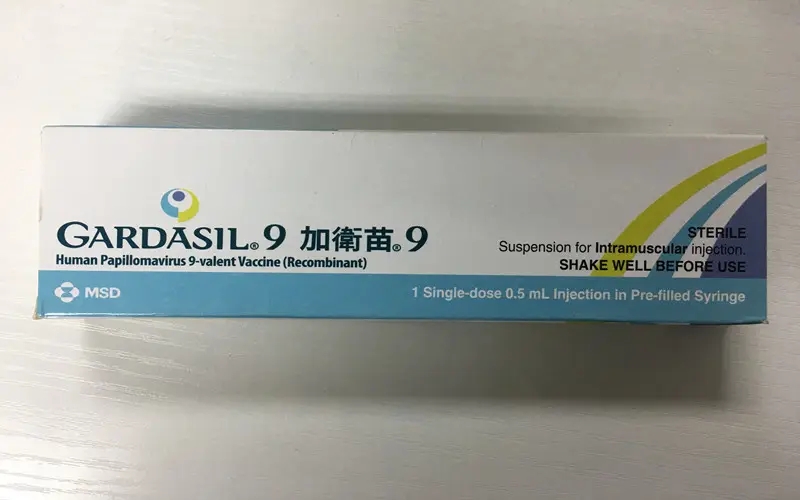 GARDASIL®9 加衛苗®9
Human Papillomavirus 9-valent Vaccine (Recombinant)
STERILE
Suspension for Intramuscular injection.
SHAKE WELL BEFORE USE
MSD
1 Single-dose 0.5 mL Injection in Pre-filled Syringe